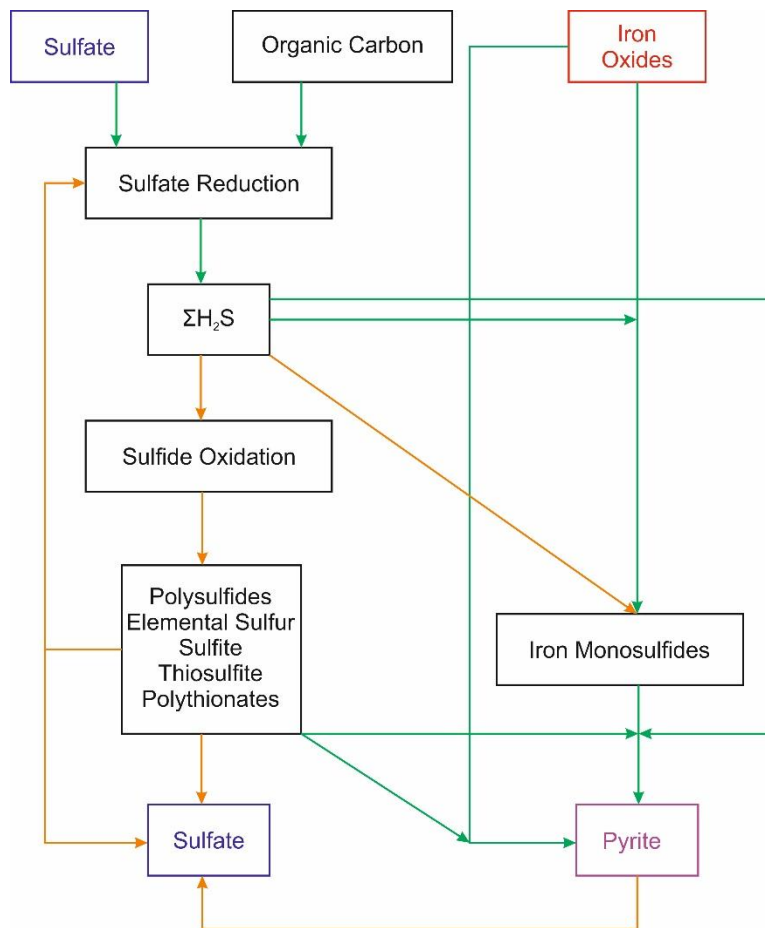 Sulfate
Organic Carbon
Iron
Oxides
Sulfate Reduction
ΣH₂S
Sulfide Oxidation
Polysulfides
Elemental Sulfur
Sulfite
Thiosulfite
Polythionates
Iron Monosulfides
Sulfate
Pyrite